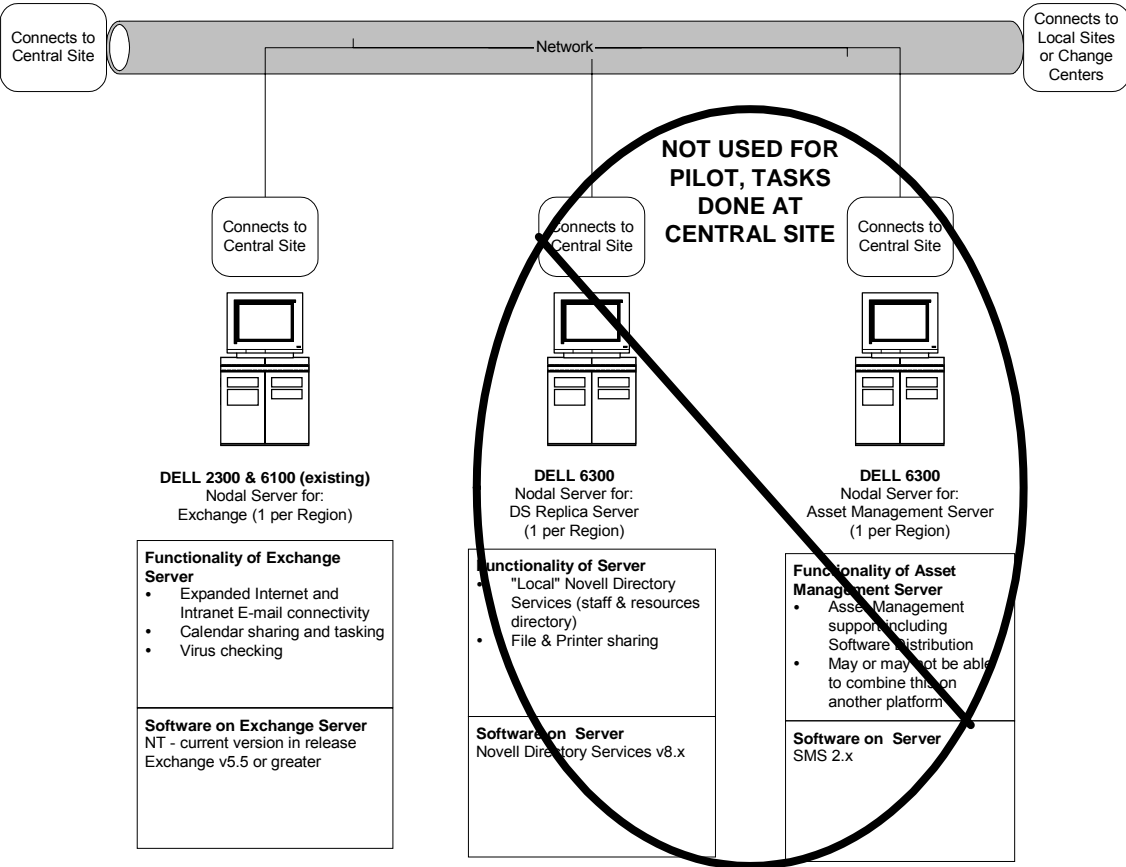 Connects to
Central Site
Network
Connects to
Local Sites
or Change
Centers
NOT USED FOR
PILOT, TASKS
DONE AT
CENTRAL SITE
Connects to
Central Site
Connects to
Central Site
Connects to
Central Site
DELL 2300 & 6100 (existing)
Nodal Server for:
Exchange (1 per Region)
DELL 6300
Nodal Server for:
DS Replica Server
(1 per Region)
DELL 6300
Nodal Server for:
Asset Management Server
(1 per Region)
Functionality of Exchange
Server
• Expanded Internet and
Intranet E-mail connectivity
• Calendar sharing and tasking
• Virus checking
Software on Exchange Server
NT - current version in release
Exchange v5.5 or greater
Functionality of Server
• "Local" Novell Directory
Services (staff & resources
directory)
• File & Printer sharing
Software on Server
Novell Directory Services v8.x
Functionality of Asset
Management Server
• Asset Management
support including
Software Distribution
• May or may not be able
to combine this on
another platform
Software on Server
SMS 2.x